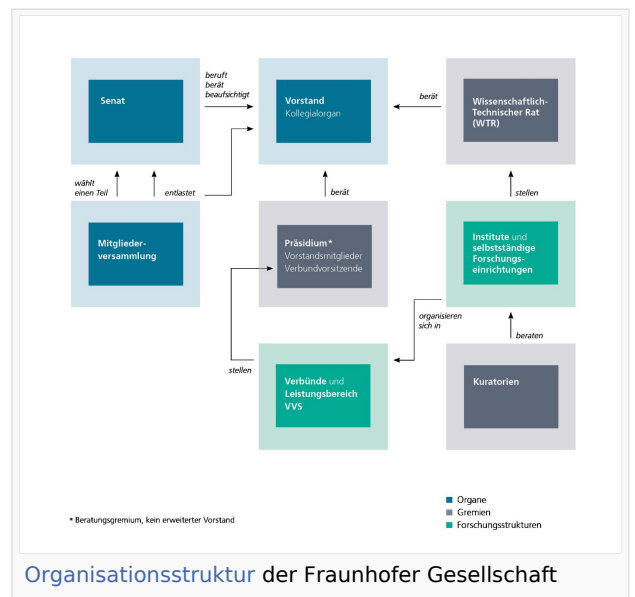 beruft
berät
beaufsichtigt
Senat
Vorstand
Kollegialorgan
berät
Wissenschaftlich-
Technischer Rat
(WTR)
wählt
einen Teil
entlastet
berät
stellen
Mitglieder-
versammlung
Präsidium*
Vorstandsmitglieder
Verbundvorsitzende
Institute und
selbstständige
Forschungs-
einrichtungen
organisieren
sich in
beraten
stellen
Verbünde und
Leistungsbereich
VVS
Kuratorien
* Beratungsgremium, kein erweiterter Vorstand
Organe
Gremien
Forschungsstrukturen
Organisationsstruktur der Fraunhofer Gesellschaft